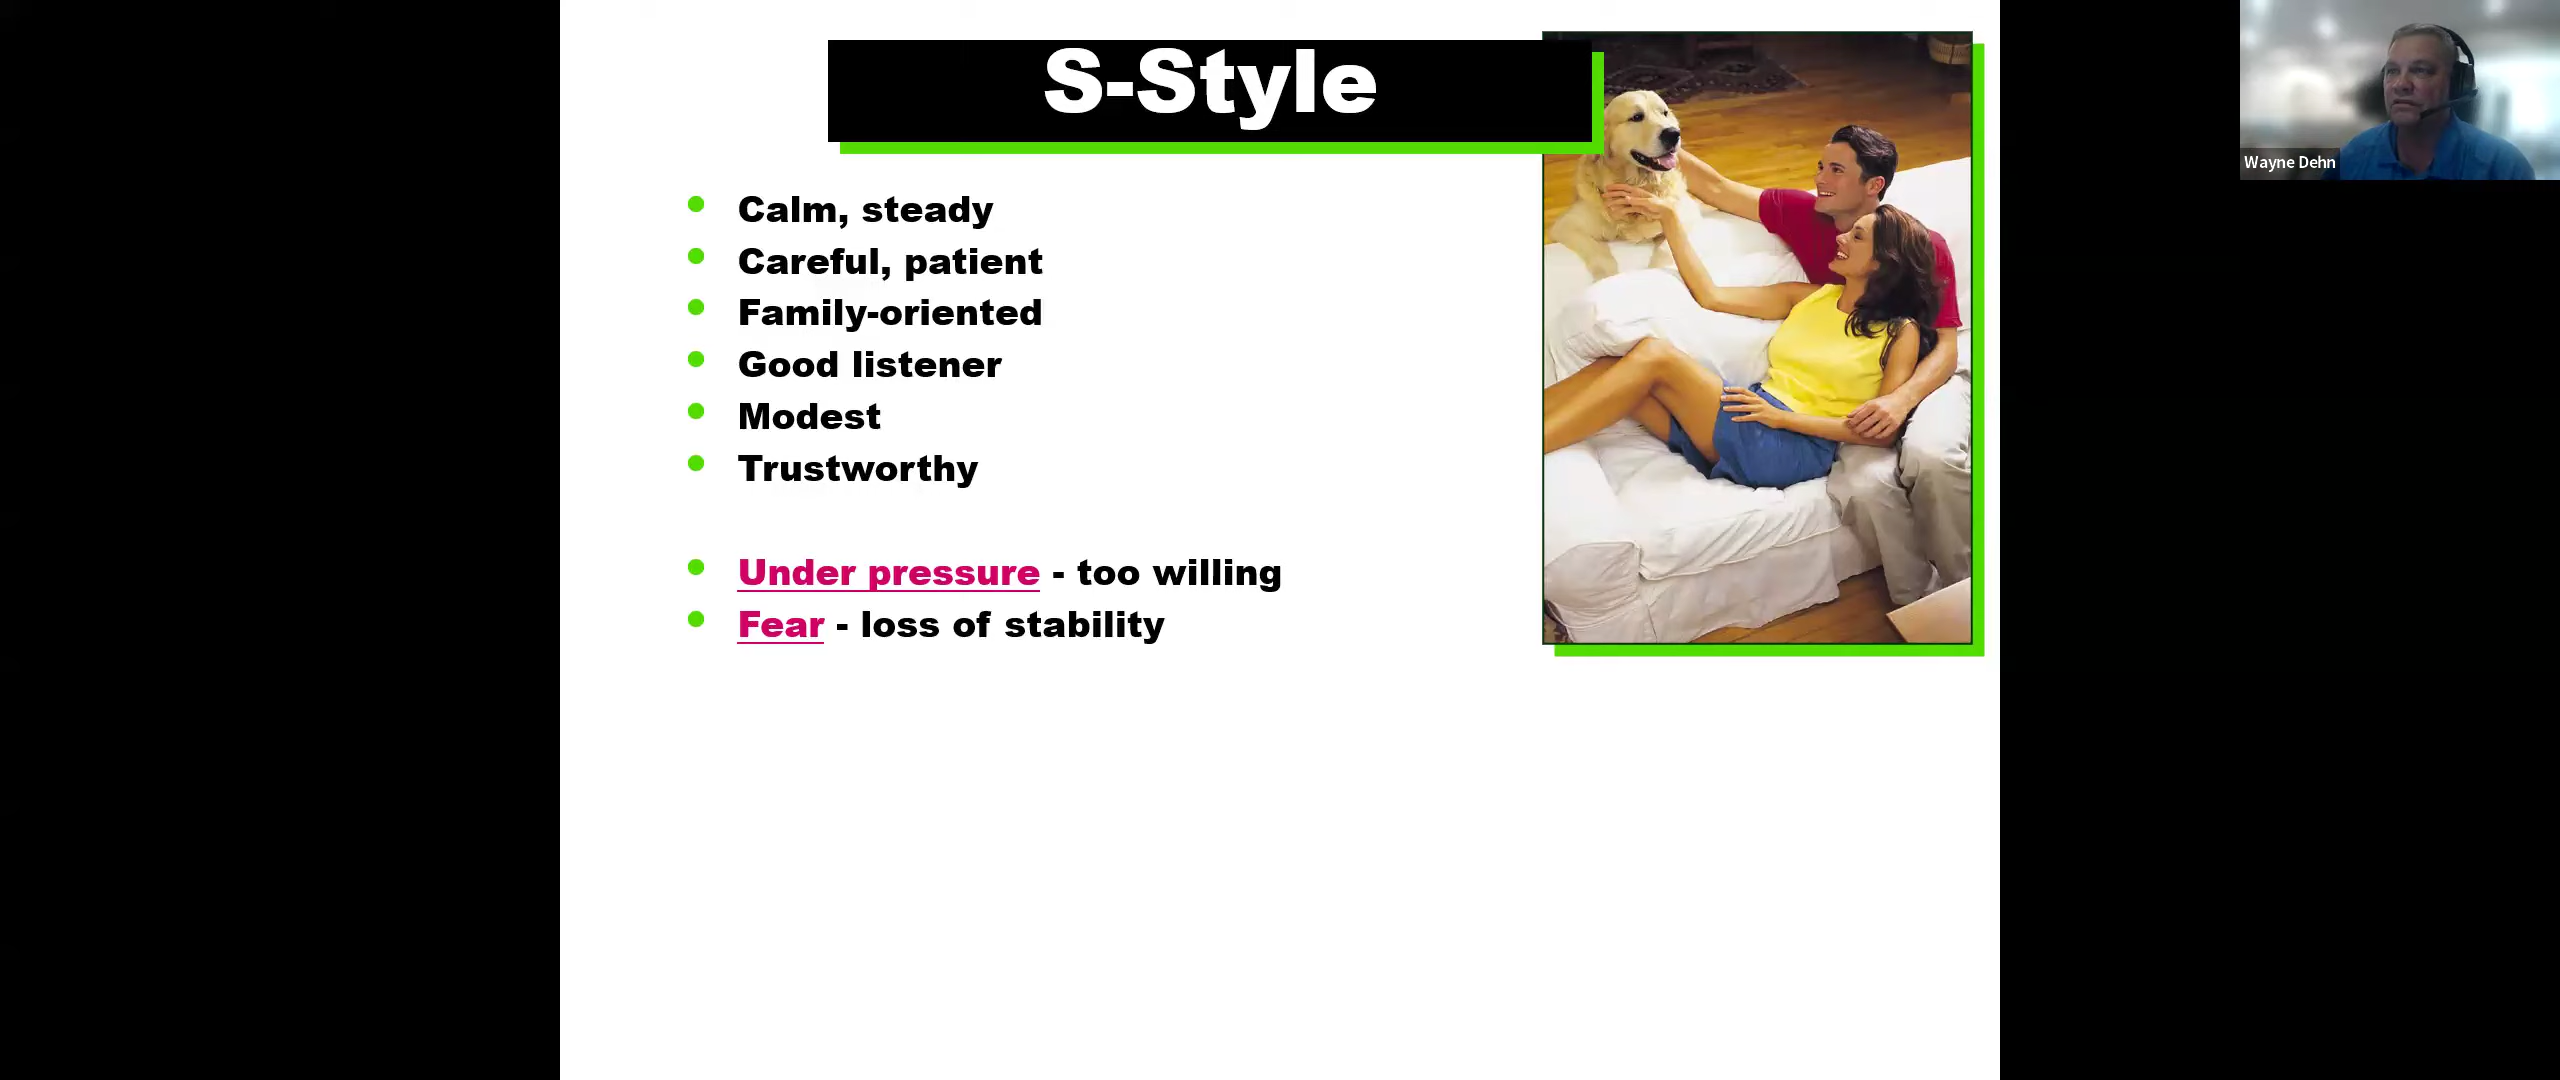 S-Style
Calm, steady
Careful, patient
Family-oriented
Good listener
Modest
Trustworthy
Under pressure - too willing
Fear - loss of stability
Wayne Dehn